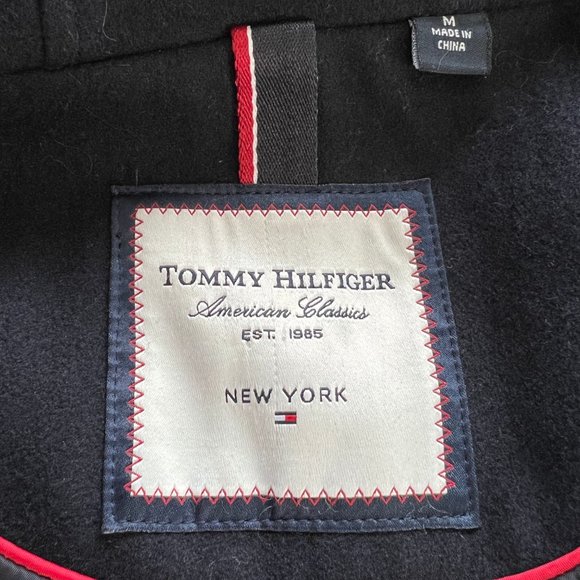 M
MADE IN
CHINA
TOMMY HILFIGER
American Classics
EST. 1985
NEW YORK